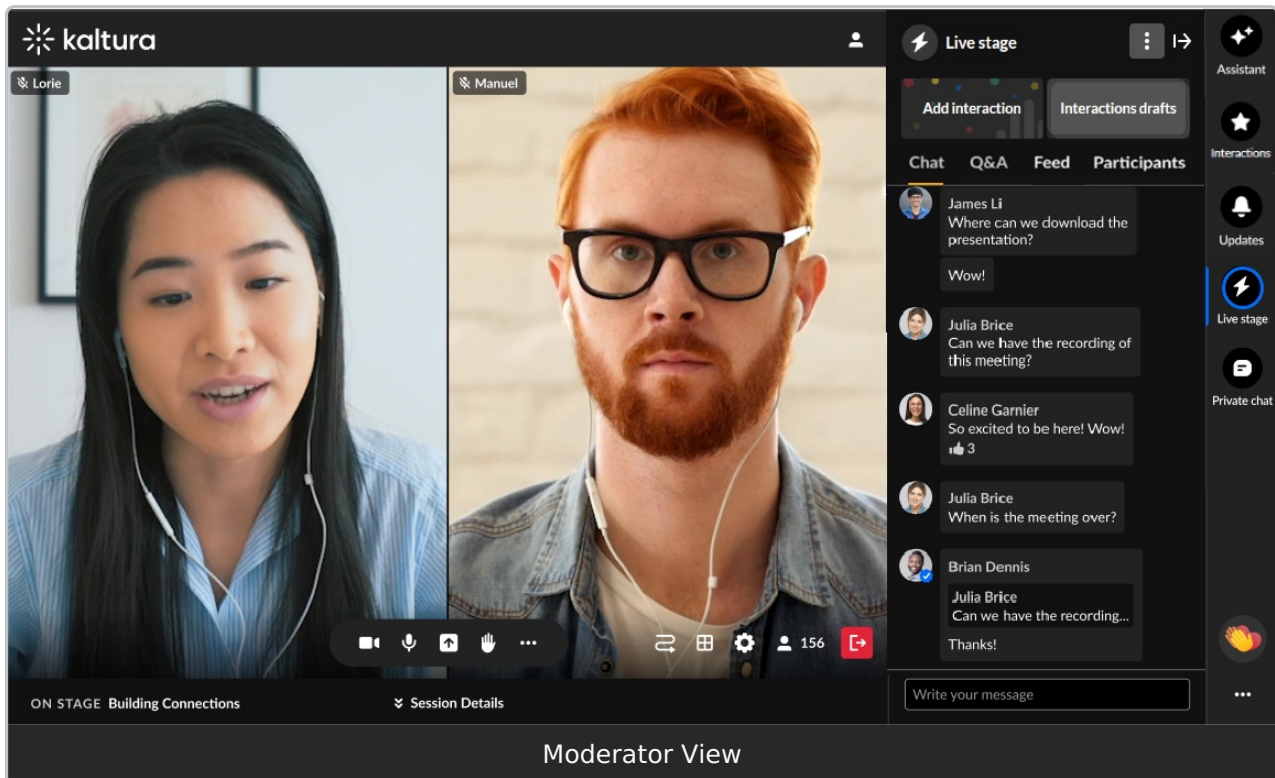 kaltura
Lorie
Manuel
156
ON STAGE Building Connections
Session Details
Live stage
Add interaction
Interactions drafts
Chat Q&A Feed Participants
James Li
Where can we download the
presentation?
Wow!
Julia Brice
Can we have the recording of
this meeting?
Celine Garnier
So excited to be here! Wow!
3
Julia Brice
When is the meeting over?
Brian Dennis
Julia Brice
Can we have the recording...
Thanks!
Write your message
Assistant
Interactions
Updates
Live stage
Private chat
Moderator View